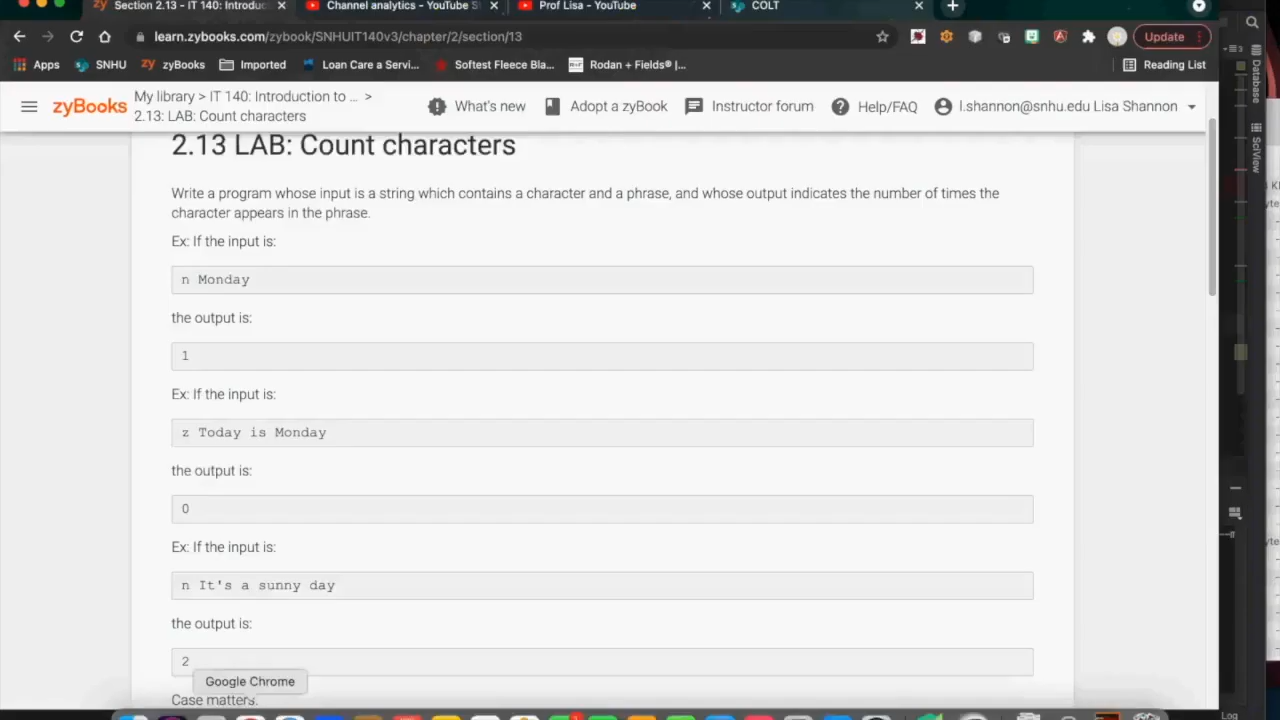 Section 2.13 - IT 140: Introduc
Channel analytics - YouTube S
Prof Lisa - YouTube
COLT
learn.zybooks.com/zybook/SNHUIT140v3/chapter/2/section/13
Update
Apps
SNHU
zyBooks
Imported
Loan Care a Servi...
Softest Fleece Bla...
Rodan + Fields® |...
Reading List
zyBooks
My library > IT 140: Introduction to ... >
2.13: LAB: Count characters
What's new
Adopt a zyBook
Instructor forum
Help/FAQ
l.shannon@snhu.edu Lisa Shannon
2.13 LAB: Count characters
Write a program whose input is a string which contains a character and a phrase, and whose output indicates the number of times the
character appears in the phrase.
Ex: If the input is:
n Monday
the output is:
1
Ex: If the input is:
z Today is Monday
the output is:
0
Ex: If the input is:
n It's a sunny day
the output is:
2
Google Chrome
Case matters.
Database
SciView
Log